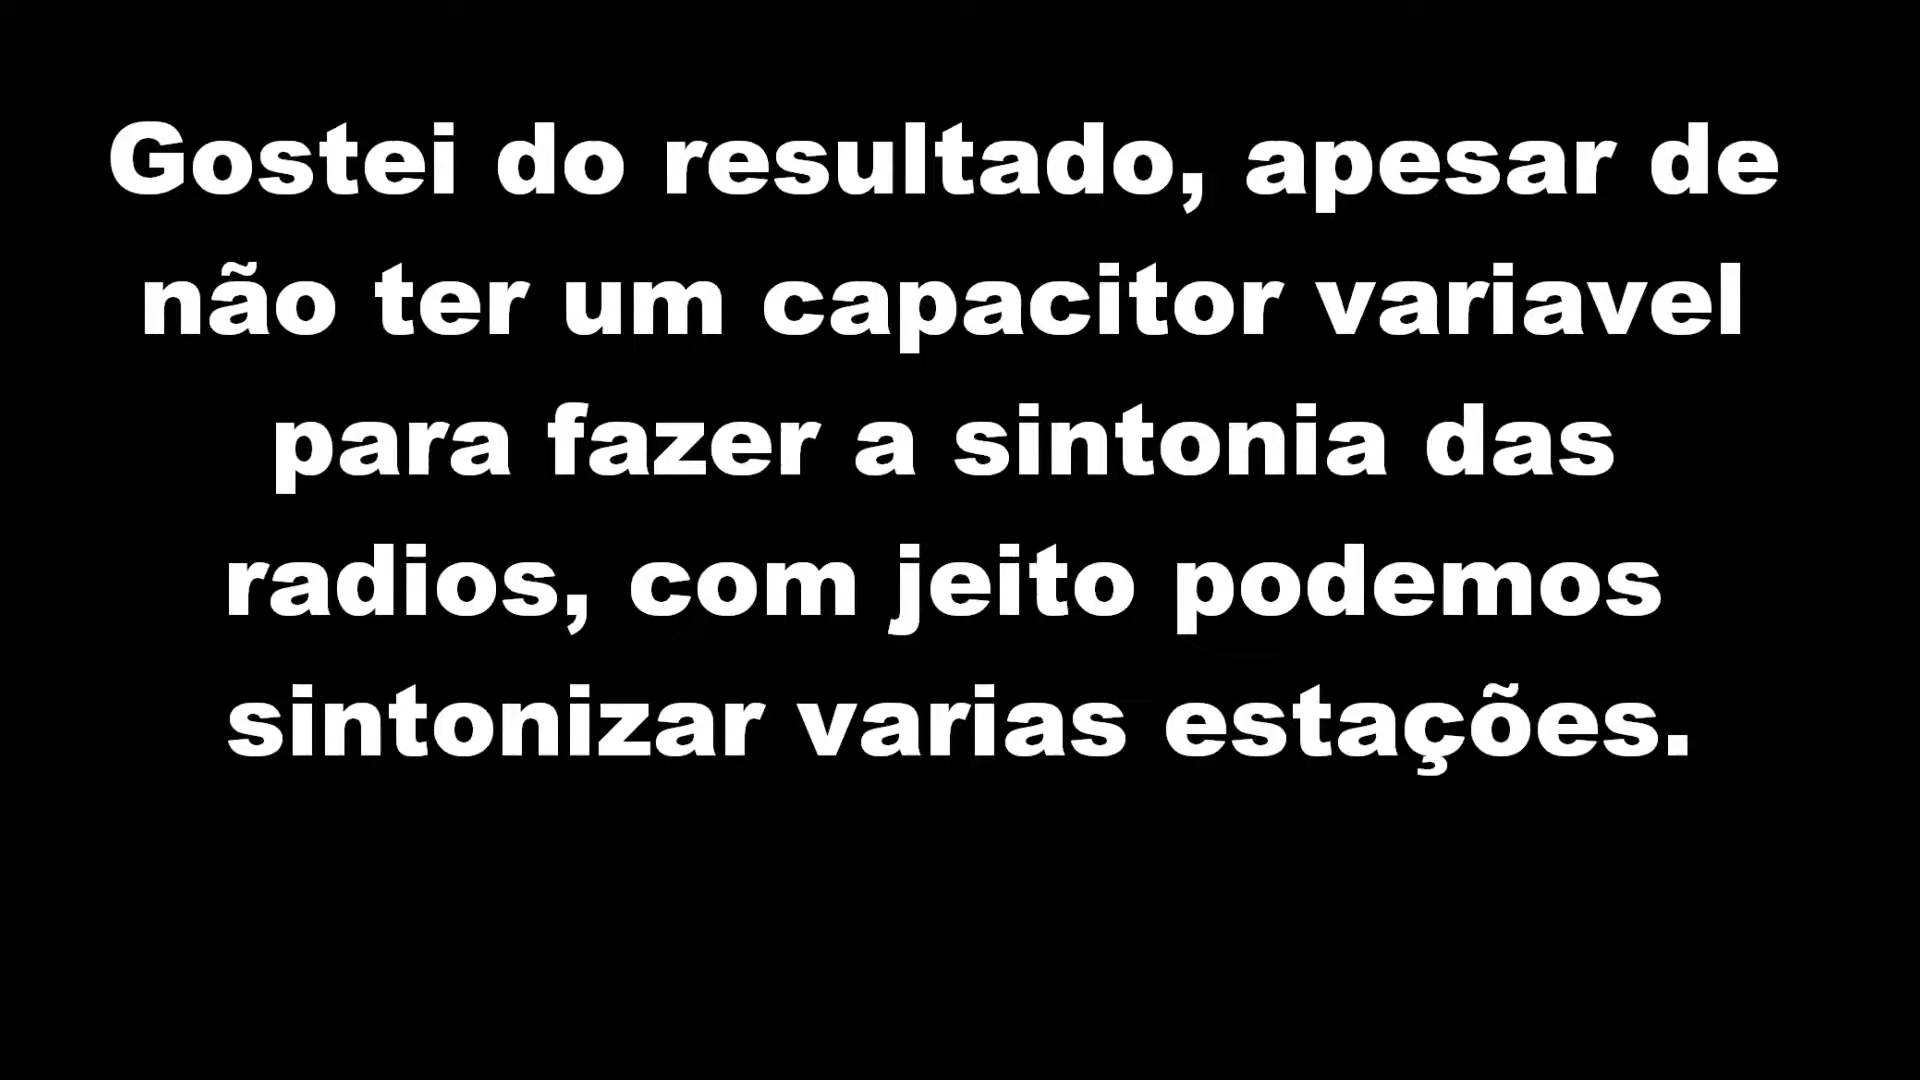 Gostei do resultado, apesar de
não ter um capacitor variavel
para fazer a sintonia das
radios, com jeito podemos
sintonizar varias estações.